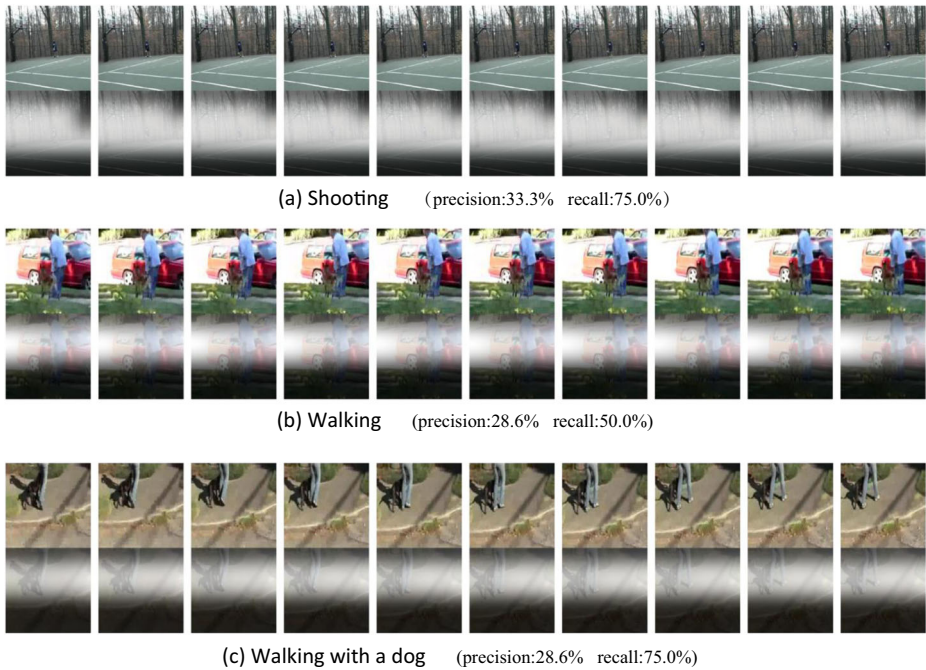 (a) Shooting (precision:33.3% recall:75.0%)
(b) Walking (precision:28.6% recall:50.0%)
(c) Walking with a dog (precision:28.6% recall:75.0%)